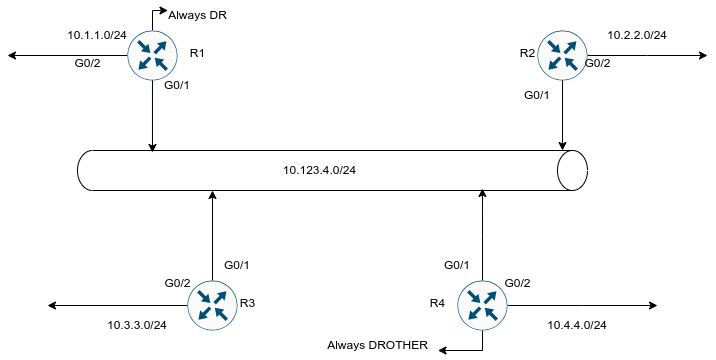 Always DR
10.1.1.0/24
10.2.2.0/24
R1
R2
G0/2
G0/2
G0/1
G0/1
10.123.4.0/24
G0/1
G0/1
G0/2
G0/2
R3
R4
10.3.3.0/24
10.4.4.0/24
Always DROTHER